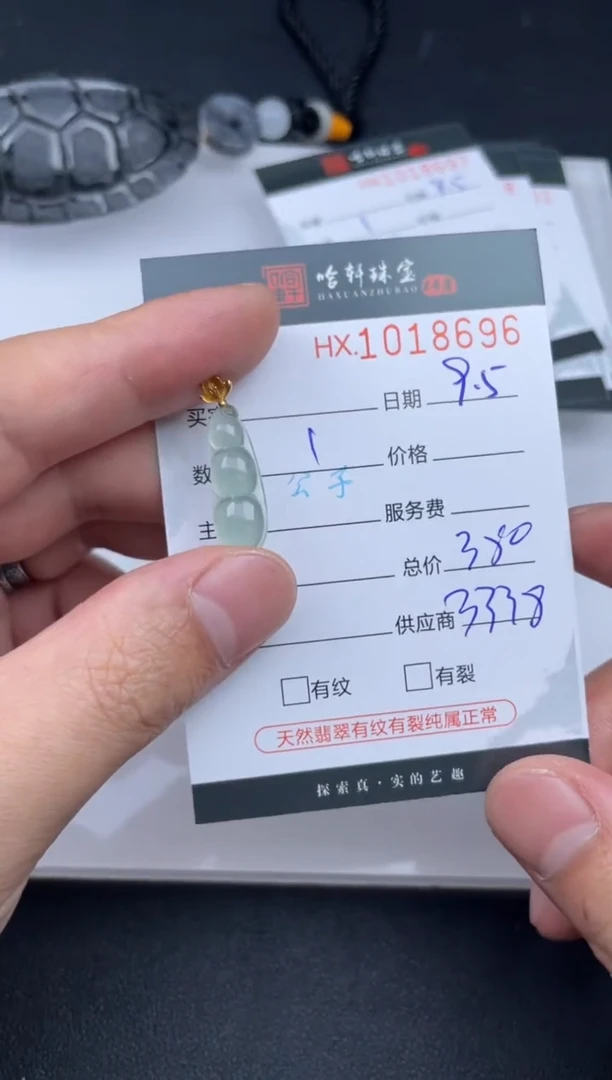 哈轩珠宝
HAXUANZHUBAO
HX.1018696
买 日期 9.5
数 1 价格
公子
主 服务费
总价 380
供应商 3338
有纹 有裂
天然翡翠有纹有裂纯属正常
探索真·实的艺趣